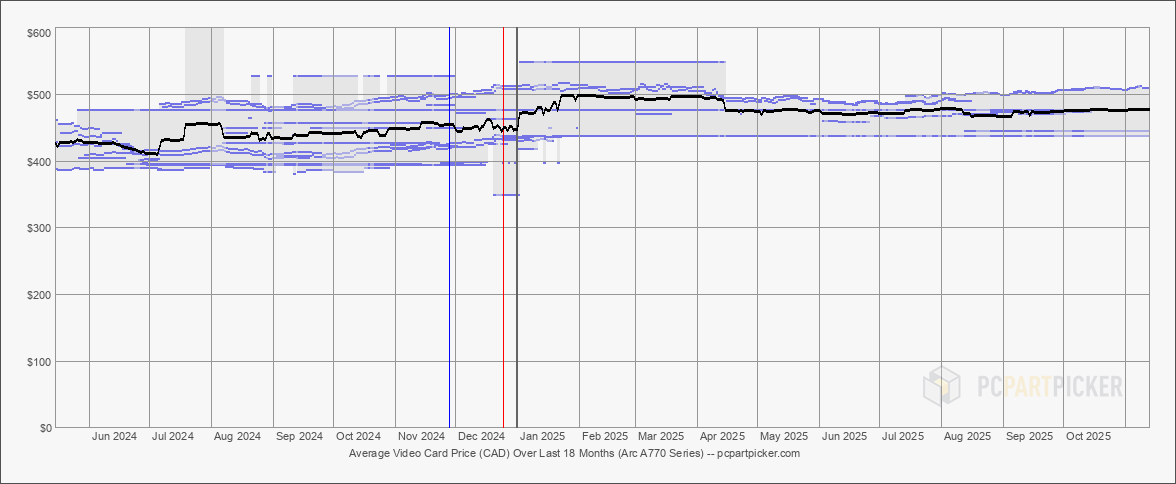 $600
$500
$400
$300
$200
$100
$0
Jun 2024 Jul 2024 Aug 2024 Sep 2024 Oct 2024 Nov 2024 Dec 2024 Jan 2025 Feb 2025 Mar 2025 Apr 2025 May 2025 Jun 2025 Jul 2025 Aug 2025 Sep 2025 Oct 2025
Average Video Card Price (CAD) Over Last 18 Months (Arc A770 Series) -- pcpartpicker.com
PCPARTPICKER